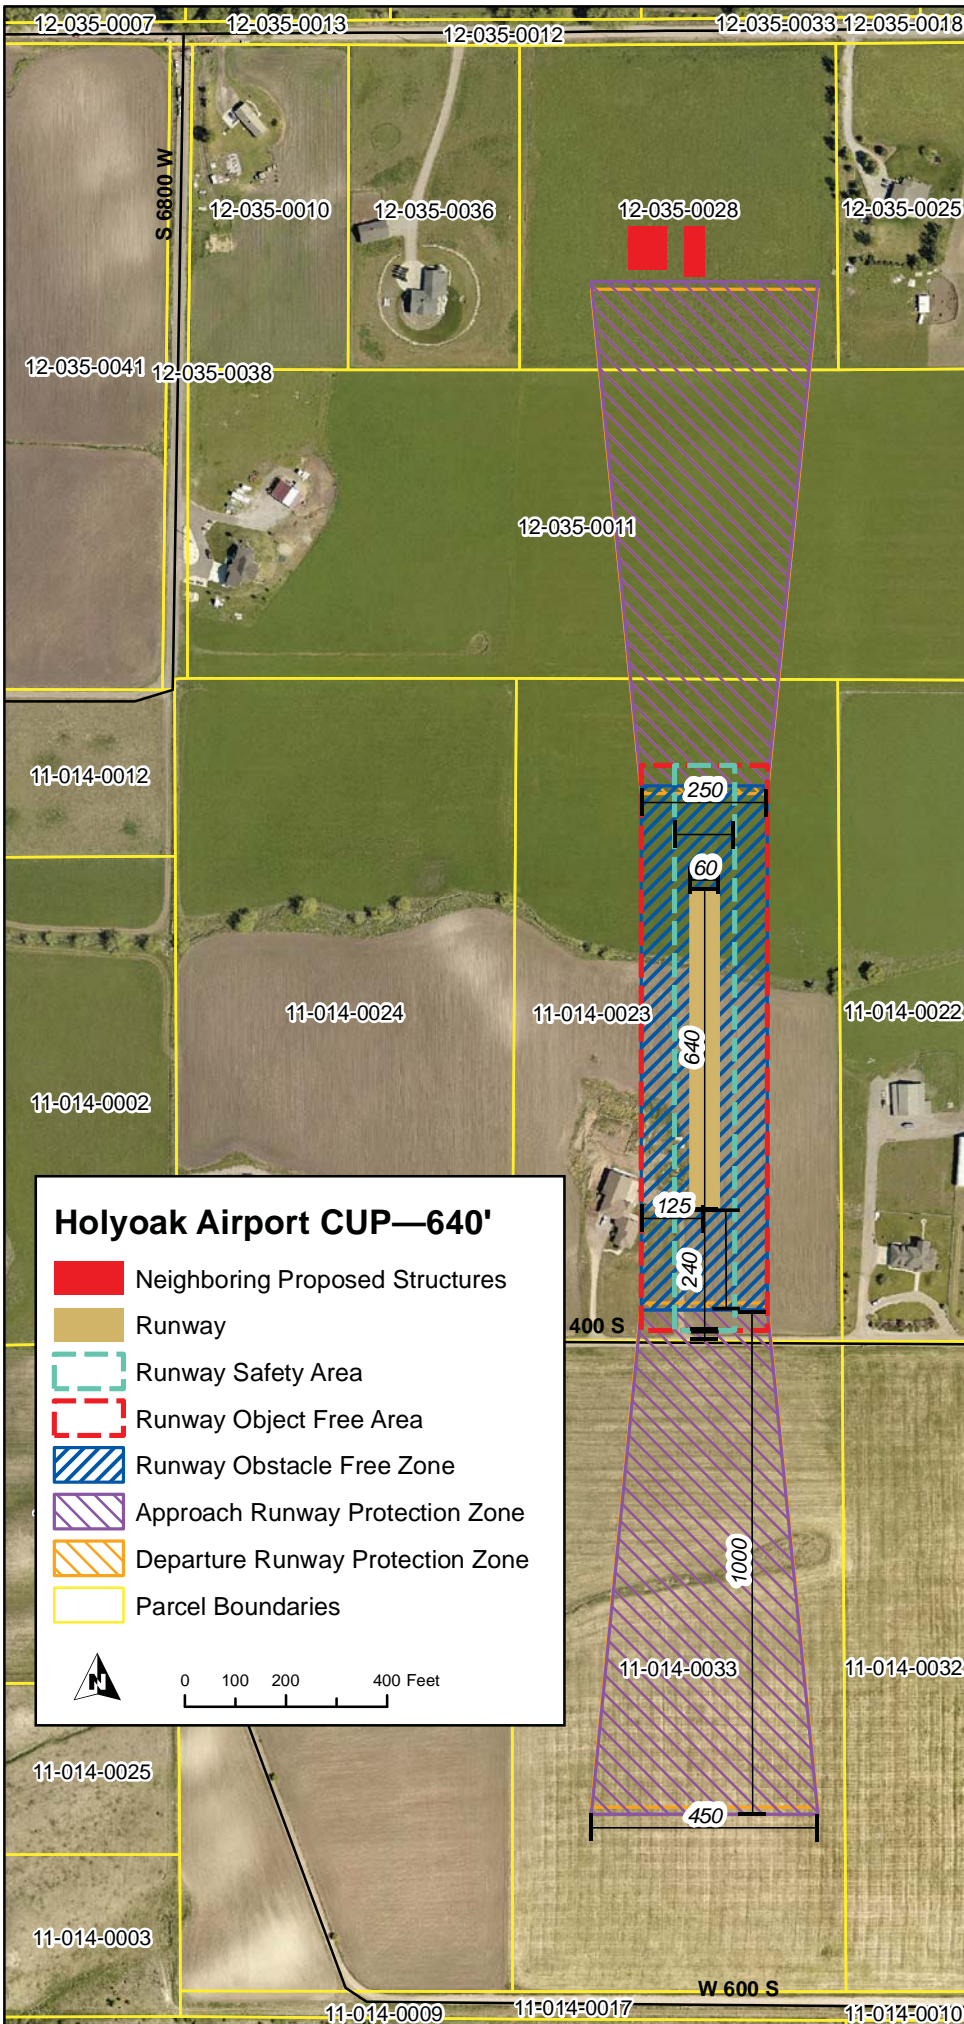 12-035-0007
12-035-0013
12-035-0012
12-035-0033
12-035-0018
S 6800 W
12-035-0010
12-035-0036
12-035-0028
12-035-0025
12-035-0041
12-035-0038
12-035-0011
11-014-0012
250
60
11-014-0024
11-014-0023
640
11-014-0022
11-014-0002
125
240
400 S
Holyoak Airport CUP—640'
Neighboring Proposed Structures
Runway
Runway Safety Area
Runway Object Free Area
Runway Obstacle Free Zone
Approach Runway Protection Zone
Departure Runway Protection Zone
Parcel Boundaries
N
0 100 200 400 Feet
1000
11-014-0033
11-014-0032
11-014-0025
450
11-014-0003
W 600 S
11-014-0009
11-014-0017
11-014-0010